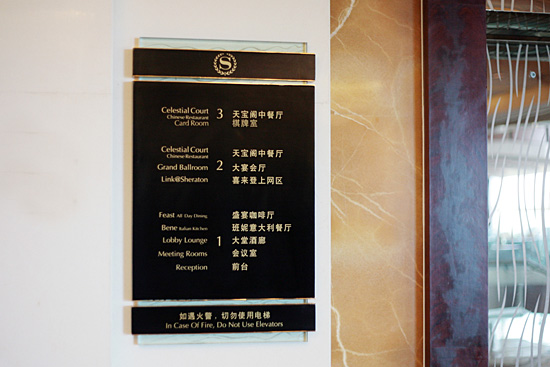 S
Celestial Court 3 天宝阁中餐厅
Chinese Restaurant
Card Room 棋牌室
Celestial Court 天宝阁中餐厅
Chinese Restaurant
Grand Ballroom 2 大宴会厅
Link@Sheraton 喜来登上网区
Feast All Day Dining 盛宴咖啡厅
Bene Italian Kitchen 班妮意大利餐厅
Lobby Lounge 1 大堂酒廊
Meeting Rooms 会议室
Reception 前台
如遇火警，切勿使用电梯
In Case Of Fire, Do Not Use Elevators